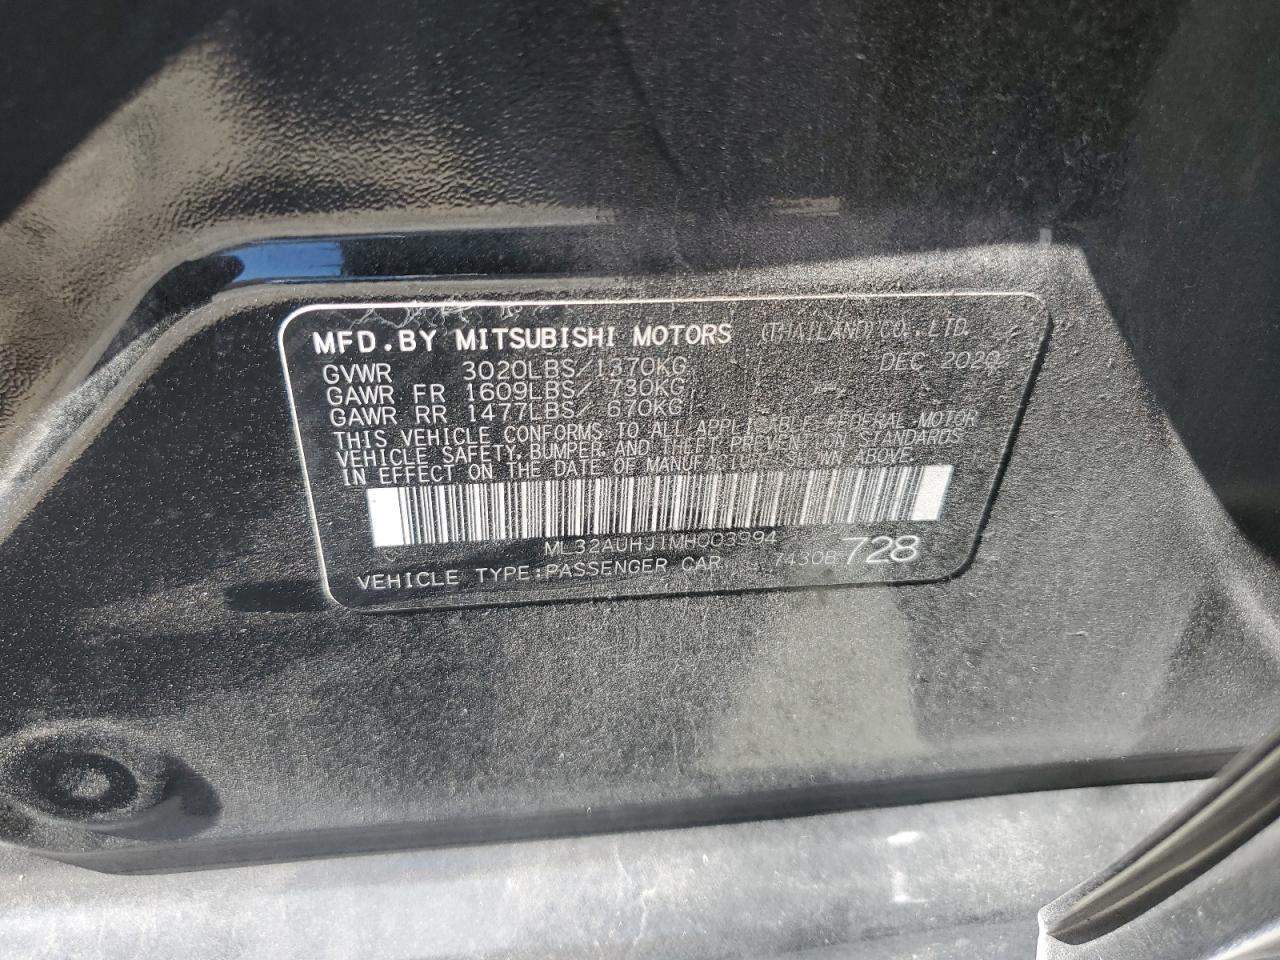 MFD.BY MITSUBISHI MOTORS (THAILAND) CO.,LTD.
GVWR 3020LBS/1370KG DEC 2020
GAWR FR 1609LBS/ 730KG
GAWR RR 1477LBS/ 670KG
THIS VEHICLE CONFORMS TO ALL APPLICABLE FEDERAL MOTOR
VEHICLE SAFETY, BUMPER, AND THEFT PREVENTION STANDARDS
IN EFFECT ON THE DATE OF MANUFACTURE SHOWN ABOVE.
ML32AUHJ1MH003994
VEHICLE TYPE:PASSENGER CAR 7430B 728